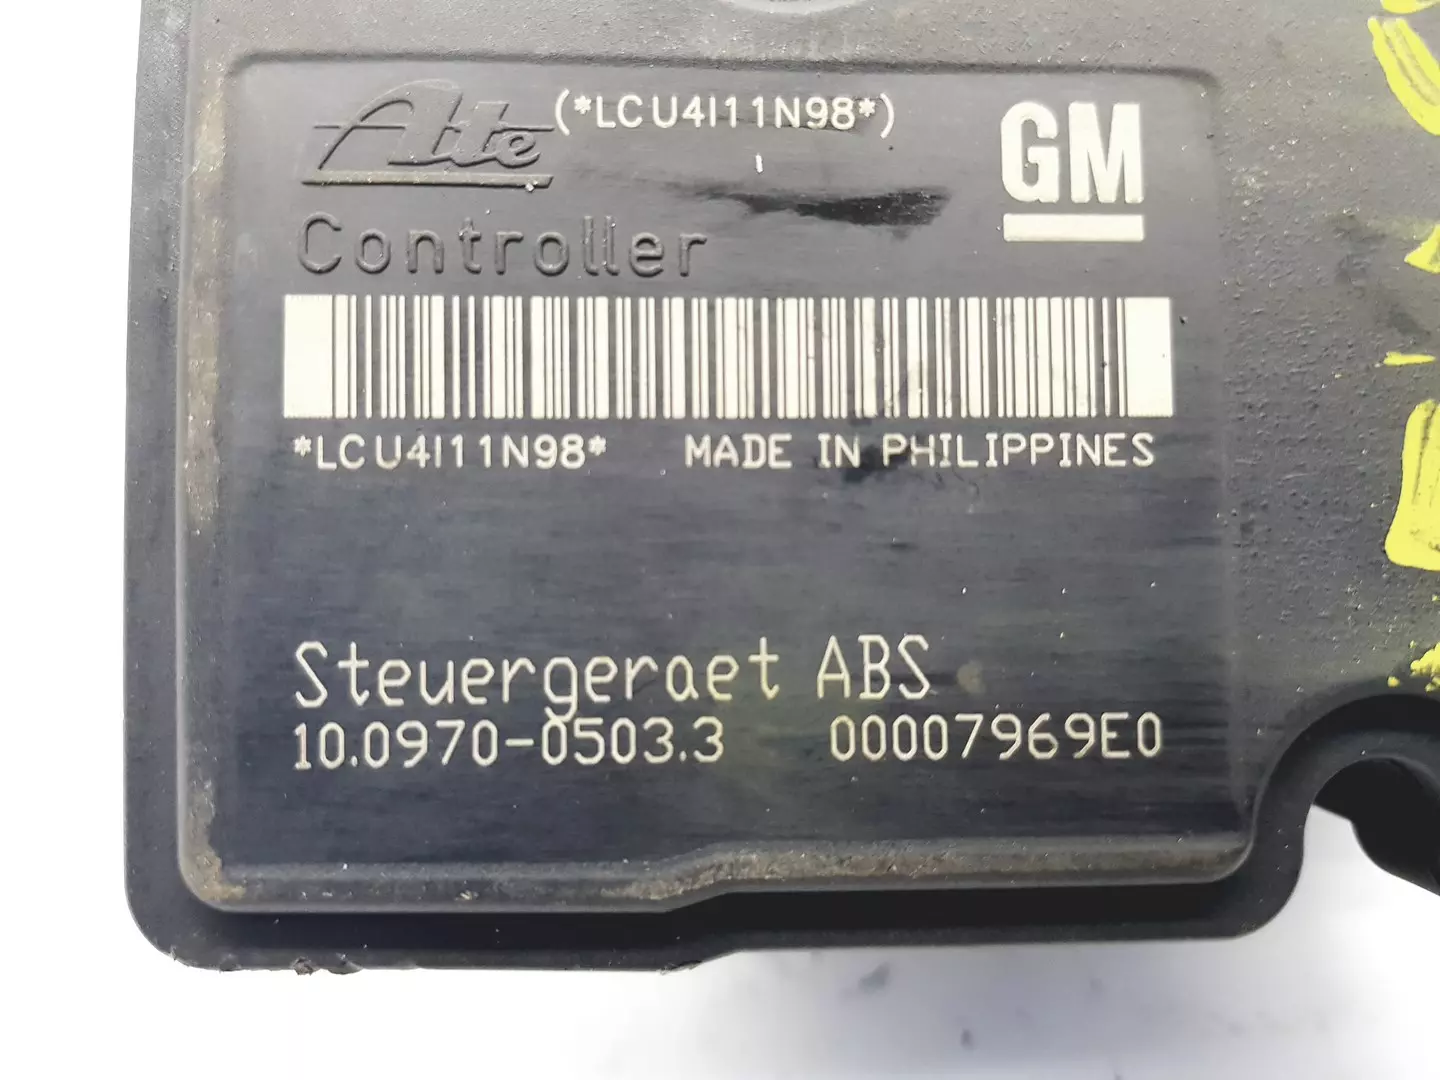 Ate (*LCU4I11N98*)
GM
Controller
*LCU4I11N98* MADE IN PHILIPPINES
Steuergeraet ABS
10.0970-0503.3 00007969E0